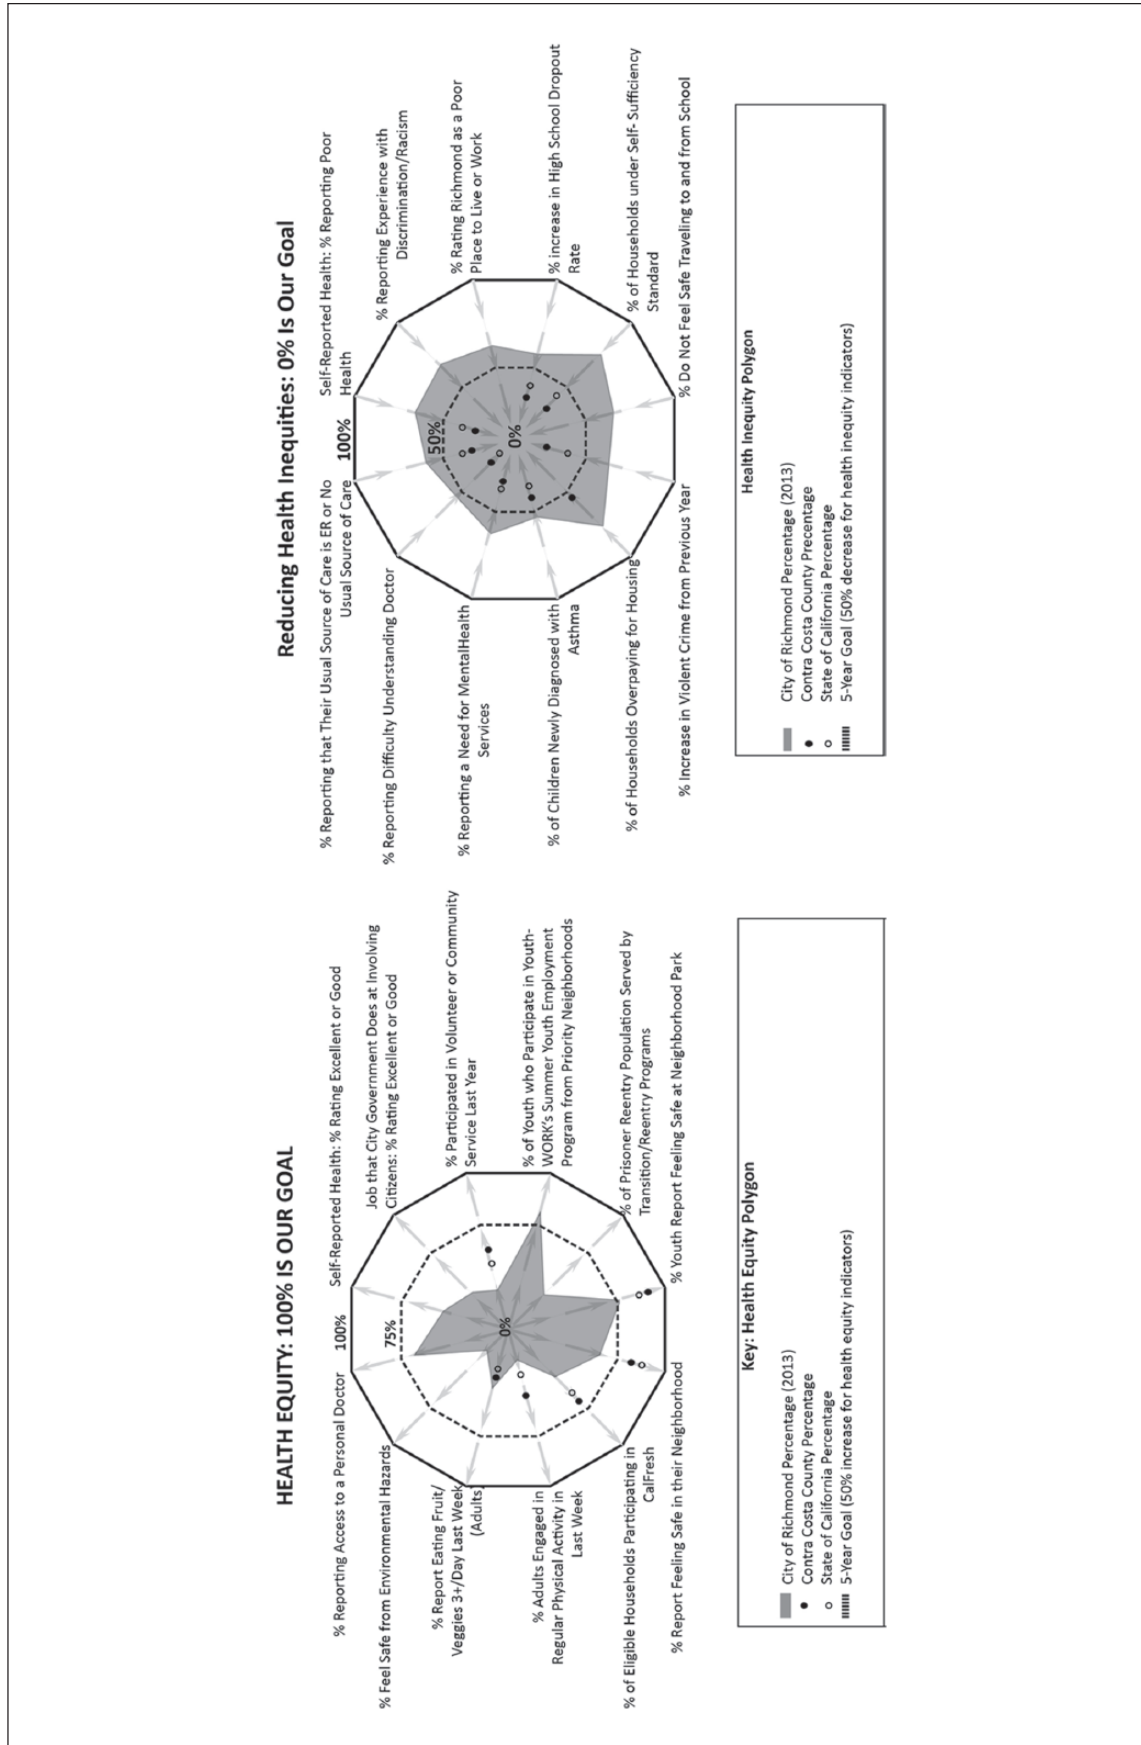 HEALTH EQUITY: 100% IS OUR GOAL
% Reporting Access to a Personal Doctor
100%
Self-Reported Health: % Rating Excellent or Good
% Feel Safe from Environmental Hazards
75%
Job that City Government Does at Involving
Citizens: % Rating Excellent or Good
% Report Eating Fruit/
Veggies 3+/Day Last Week
(Adults)
% Participated in Volunteer or Community
Service Last Year
0%
% Adults Engaged in
Regular Physical Activity in
Last Week
% of Youth who Participate in Youth-
WORK's Summer Youth Employment
Program from Priority Neighborhoods
% of Eligible Households Participating in
CalFresh
% of Prisoner Reentry Population Served by
Transition/Reentry Programs
% Report Feeling Safe in their Neighborhood
% Youth Report Feeling Safe at Neighborhood Park
Key: Health Equity Polygon
City of Richmond Percentage (2013)
Contra Costa County Percentage
State of California Percentage
5-Year Goal (50% increase for health equity indicators)
Reducing Health Inequities: 0% Is Our Goal
% Reporting that Their Usual Source of Care is ER or No
Usual Source of Care
100%
Self-Reported Health: % Reporting Poor
Health
% Reporting Difficulty Understanding Doctor
50%
% Reporting Experience with
Discrimination/Racism
% Reporting a Need for MentalHealth
Services
% Rating Richmond as a Poor
Place to Live or Work
0%
% of Children Newly Diagnosed with
Asthma
% increase in High School Dropout
Rate
% of Households Overpaying for Housing
% of Households under Self- Sufficiency
Standard
% Increase in Violent Crime from Previous Year
% Do Not Feel Safe Traveling to and from School
Health Inequity Polygon
City of Richmond Percentage (2013)
Contra Costa County Precentage
State of California Percentage
5-Year Goal (50% decrease for health inequity indicators)